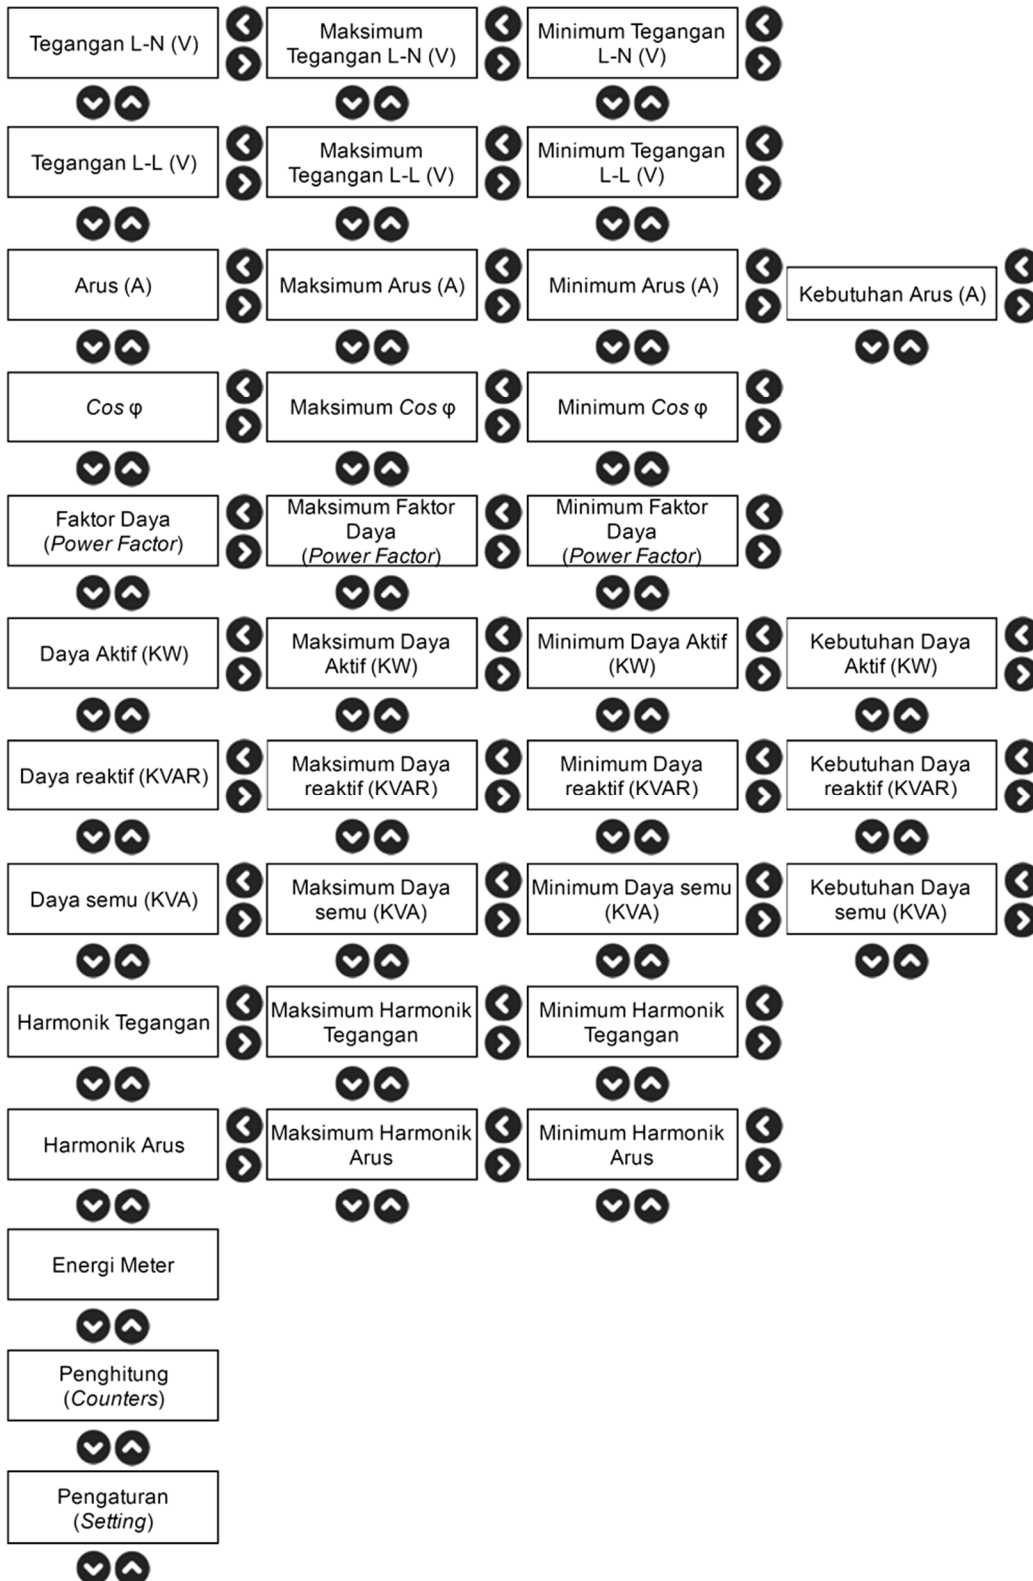 Tegangan L-N (V)
Maksimum
Tegangan L-N (V)
Minimum Tegangan
L-N (V)
Tegangan L-L (V)
Maksimum
Tegangan L-L (V)
Minimum Tegangan
L-L (V)
Arus (A)
Maksimum Arus (A)
Minimum Arus (A)
Kebutuhan Arus (A)
Cos φ
Maksimum Cos φ
Minimum Cos φ
Faktor Daya
(Power Factor)
Maksimum Faktor
Daya
(Power Factor)
Minimum Faktor
Daya
(Power Factor)
Daya Aktif (KW)
Maksimum Daya
Aktif (KW)
Minimum Daya Aktif
(KW)
Kebutuhan Daya
Aktif (KW)
Daya reaktif (KVAR)
Maksimum Daya
reaktif (KVAR)
Minimum Daya
reaktif (KVAR)
Kebutuhan Daya
reaktif (KVAR)
Daya semu (KVA)
Maksimum Daya
semu (KVA)
Minimum Daya semu
(KVA)
Kebutuhan Daya
semu (KVA)
Harmonik Tegangan
Maksimum Harmonik
Tegangan
Minimum Harmonik
Tegangan
Harmonik Arus
Maksimum Harmonik
Arus
Minimum Harmonik
Arus
Energi Meter
Penghitung
(Counters)
Pengaturan
(Setting)